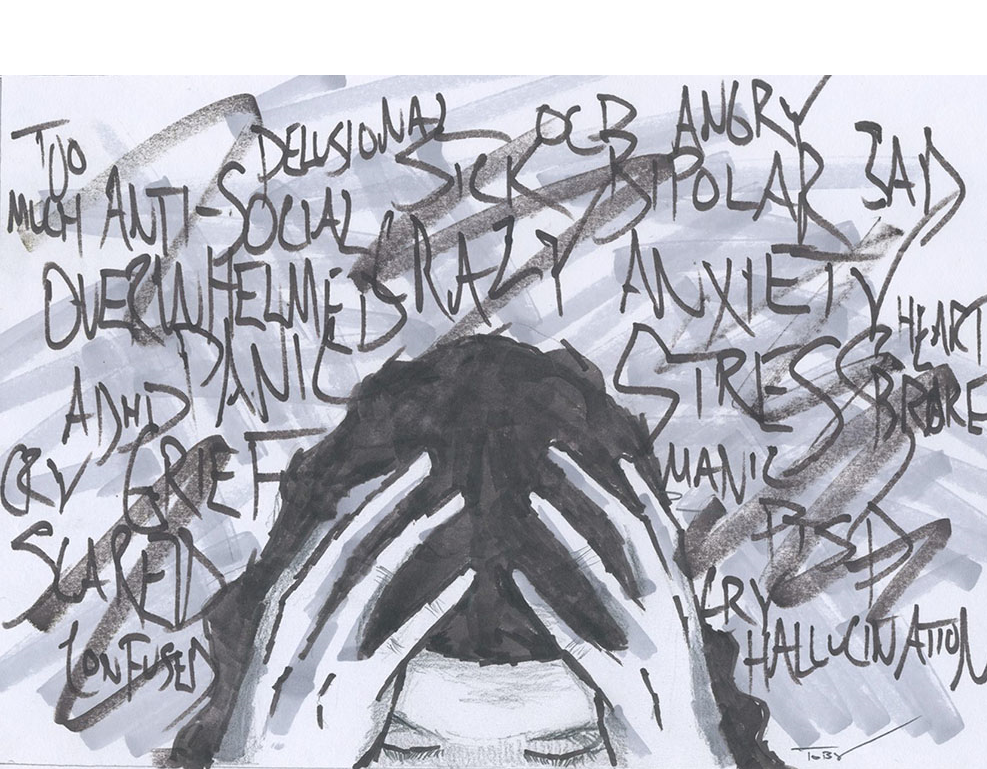 TOO
MUCH
DELUSIONAL
ANTI-SOCIAL
SICK
OCB
ANGRY
BIPOLAR
SAD
OVERWHELMED
CRAZY
ANXIETY
PANIC
STRESS
HEART
BROKE
ADHD
CRY
GRIEF
MANIC
PTSD
SCARED
CRY
HALLUCINATION
CONFUSED
TOBY